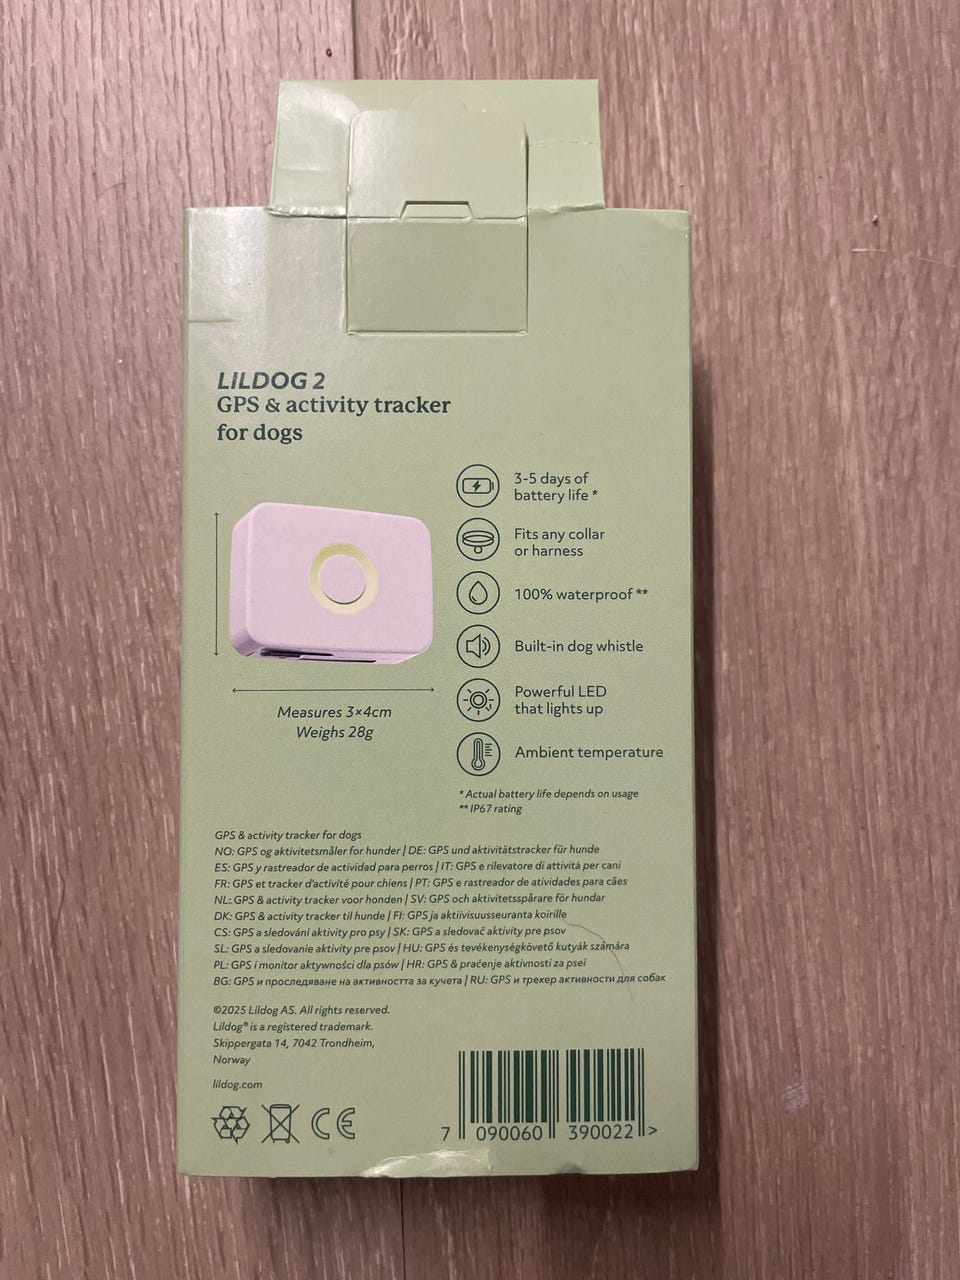 LILDOG 2
GPS & activity tracker
for dogs
3-5 days of
battery life *
Fits any collar
or harness
100% waterproof **
Built-in dog whistle
Powerful LED
that lights up
Ambient temperature
Measures 3×4cm
Weighs 28g
* Actual battery life depends on usage
** IP67 rating
GPS & activity tracker for dogs
NO: GPS og aktivitetsmåler for hunder | DE: GPS und aktivitätstracker für hunde
ES: GPS y rastreador de actividad para perros | IT: GPS e rilevatore di attività per cani
FR: GPS et tracker d'activité pour chiens | PT: GPS e rastreador de atividades para cães
NL: GPS & activity tracker voor honden | SV: GPS och aktivitetsspårare för hundar
DK: GPS & activity tracker til hunde | FI: GPS ja aktiivisuusseuranta koirille
CS: GPS a sledování aktivity pro psy | SK: GPS a sledovač aktivity pre psov
SL: GPS a sledovanie aktivity pre psov | HU: GPS és tevékenységkövető kutyák számára
PL: GPS i monitor aktywności dla psów | HR: GPS & praćenje aktivnosti za psei
BG: GPS и проследяване на активността за кучета | RU: GPS и трекер активности для собак
©2025 Lildog AS. All rights reserved.
Lildog® is a registered trademark.
Skippergata 14, 7042 Trondheim,
Norway
lildog.com
CE
7 090060 390022 >